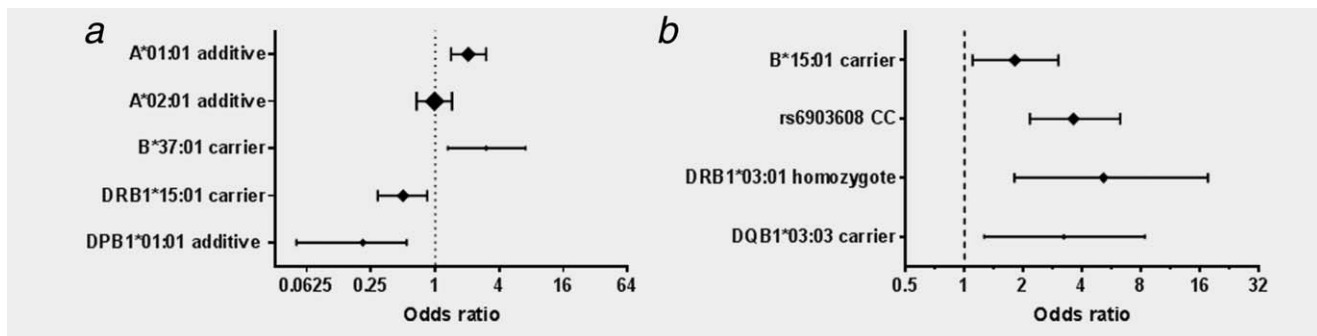 a
A*01:01 additive
A*02:01 additive
B*37:01 carrier
DRB1*15:01 carrier
DPB1*01:01 additive
0.0625 0.25 1 4 16 64
Odds ratio
b
B*15:01 carrier
rs6903608 CC
DRB1*03:01 homozygote
DQB1*03:03 carrier
0.5 1 2 4 8 16 32
Odds ratio